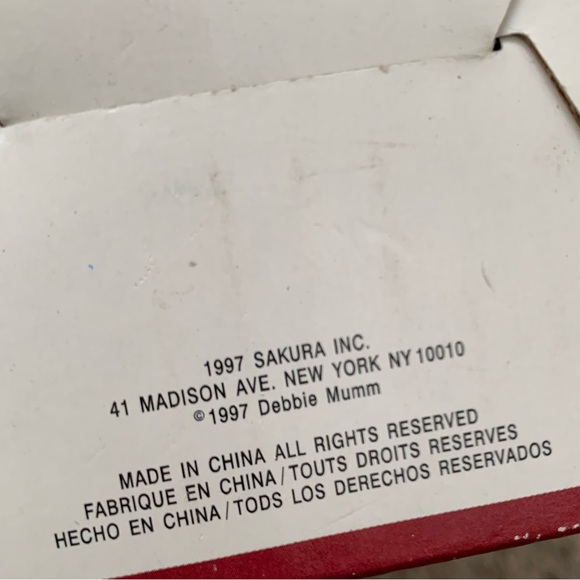 1997 SAKURA INC.
41 MADISON AVE. NEW YORK NY 10010
©1997 Debbie Mumm
MADE IN CHINA ALL RIGHTS RESERVED
FABRIQUE EN CHINA/TOUTS DROITS RESERVES
HECHO EN CHINA/TODS LOS DERECHOS RESERVADOS